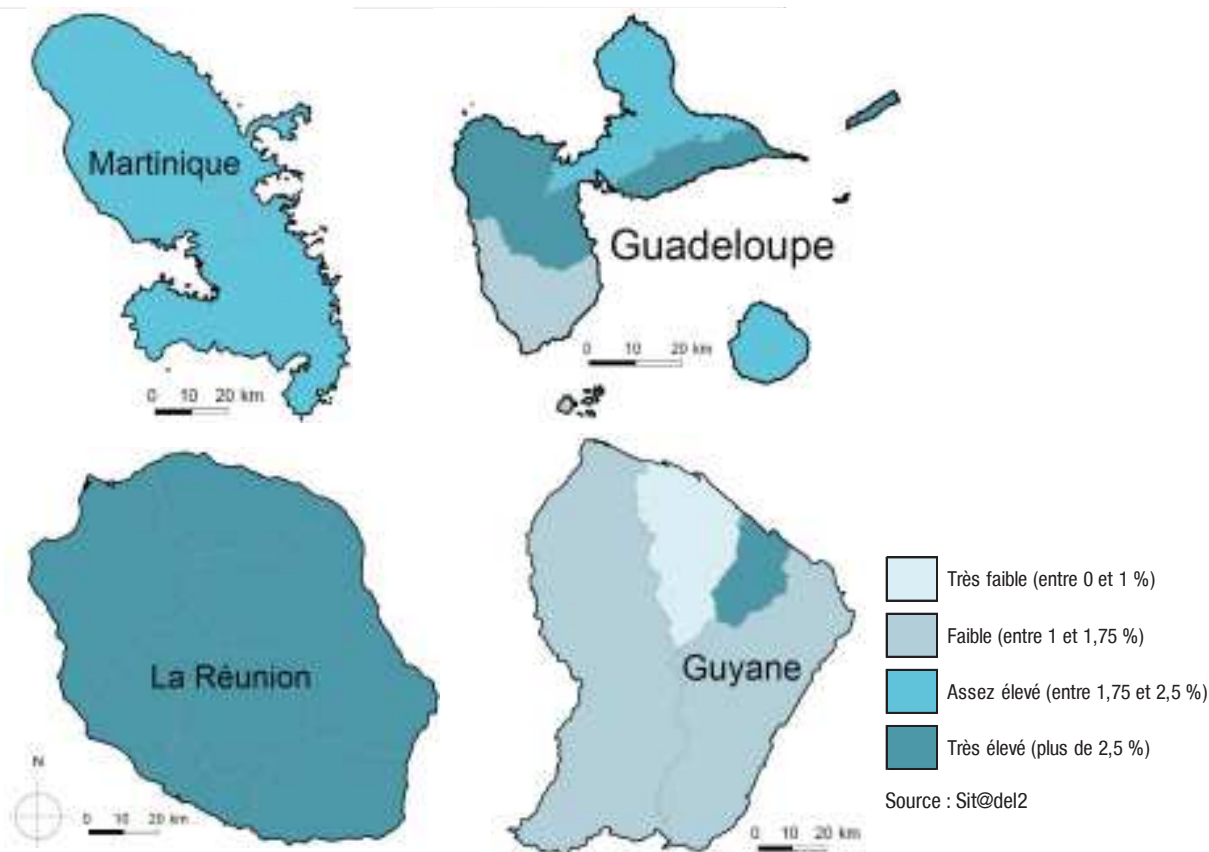 Martinique
0 10 20 km
Guadeloupe
0 10 20 km
La Réunion
N
0 10 20 km
Guyane
0 10 20 km
Très faible (entre 0 et 1 %)
Faible (entre 1 et 1,75 %)
Assez élevé (entre 1,75 et 2,5 %)
Très élevé (plus de 2,5 %)
Source : Sit@del2